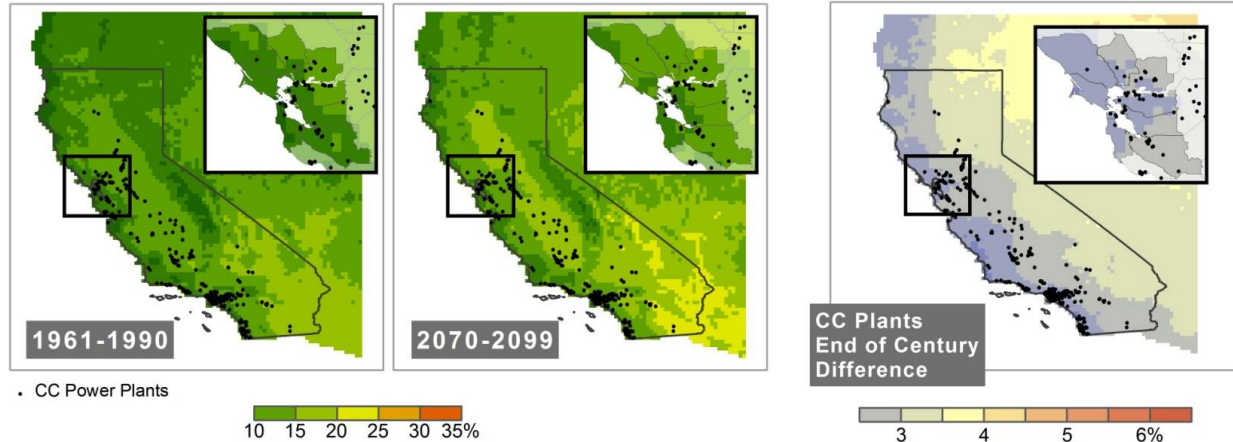 1961-1990
2070-2099
CC Plants
End of Century
Difference
CC Power Plants
10 15 20 25 30 35%
3 4 5 6%